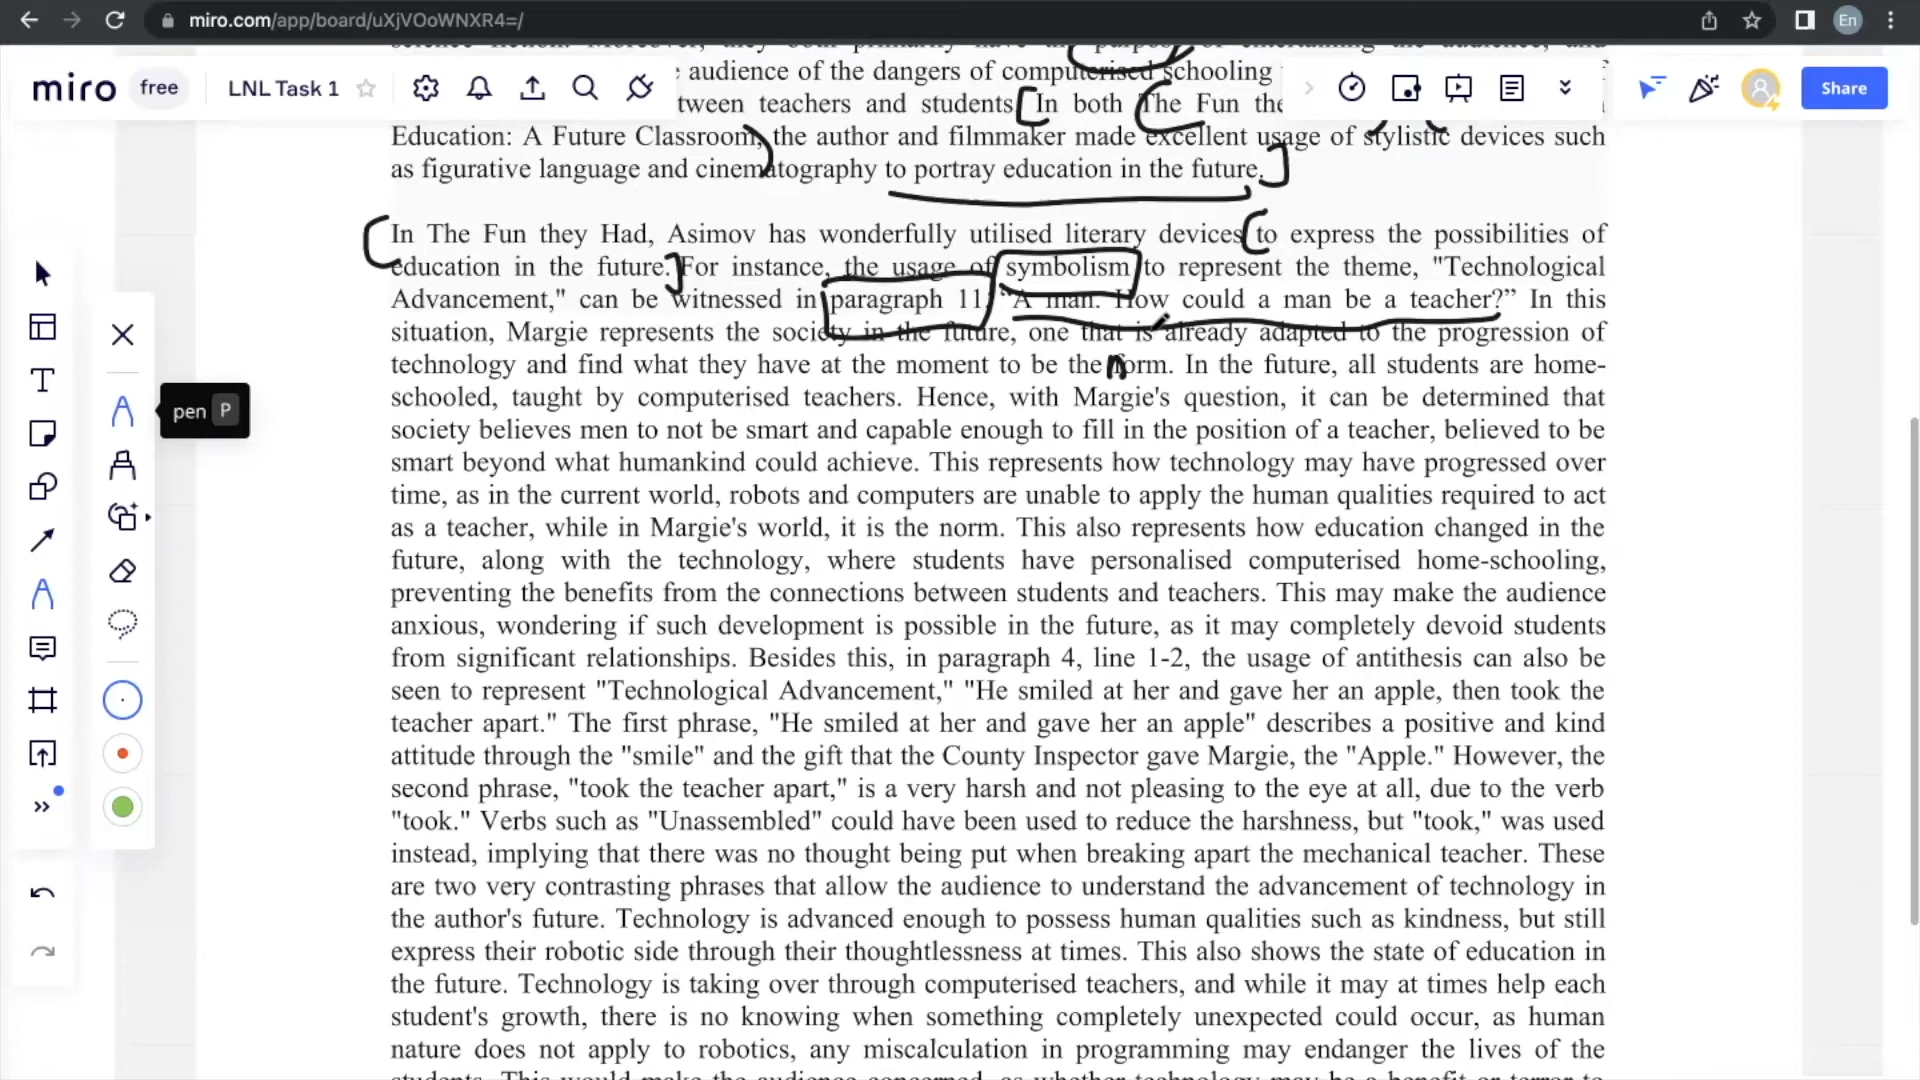 miro.com/app/board/uXjVOoWNXR4=/
En
miro
free
LNL Task 1
Share
audience of the dangers of computerised schooling
tween teachers and students. In both The Fun the
Education: A Future Classroom, the author and filmmaker made excellent usage of stylistic devices such
as figurative language and cinematography to portray education in the future.
In The Fun they Had, Asimov has wonderfully utilised literary devices to express the possibilities of
education in the future. For instance, the usage of symbolism to represent the theme, "Technological
Advancement," can be witnessed in paragraph 11, “A man. How could a man be a teacher?” In this
situation, Margie represents the society in the future, one that is already adapted to the progression of
technology and find what they have at the moment to be the norm. In the future, all students are home-
schooled, taught by computerised teachers. Hence, with Margie's question, it can be determined that
society believes men to not be smart and capable enough to fill in the position of a teacher, believed to be
smart beyond what humankind could achieve. This represents how technology may have progressed over
time, as in the current world, robots and computers are unable to apply the human qualities required to act
as a teacher, while in Margie's world, it is the norm. This also represents how education changed in the
future, along with the technology, where students have personalised computerised home-schooling,
preventing the benefits from the connections between students and teachers. This may make the audience
anxious, wondering if such development is possible in the future, as it may completely devoid students
from significant relationships. Besides this, in paragraph 4, line 1-2, the usage of antithesis can also be
seen to represent "Technological Advancement," "He smiled at her and gave her an apple, then took the
teacher apart." The first phrase, "He smiled at her and gave her an apple" describes a positive and kind
attitude through the "smile" and the gift that the County Inspector gave Margie, the "Apple." However, the
second phrase, "took the teacher apart," is a very harsh and not pleasing to the eye at all, due to the verb
"took." Verbs such as "Unassembled" could have been used to reduce the harshness, but "took," was used
instead, implying that there was no thought being put when breaking apart the mechanical teacher. These
are two very contrasting phrases that allow the audience to understand the advancement of technology in
the author's future. Technology is advanced enough to possess human qualities such as kindness, but still
express their robotic side through their thoughtlessness at times. This also shows the state of education in
the future. Technology is taking over through computerised teachers, and while it may at times help each
student's growth, there is no knowing when something completely unexpected could occur, as human
nature does not apply to robotics, any miscalculation in programming may endanger the lives of the
pen P